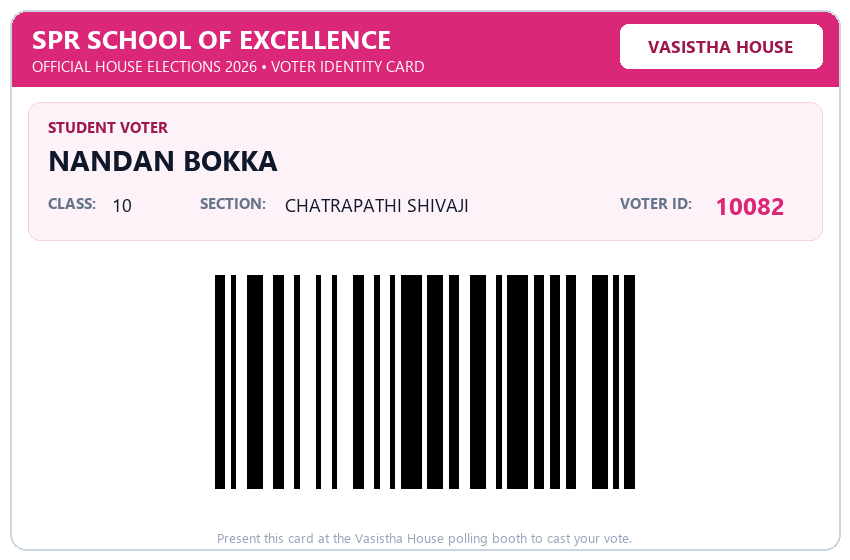 SPR SCHOOL OF EXCELLENCE
OFFICIAL HOUSE ELECTIONS 2026 • VOTER IDENTITY CARD
VASISTHA HOUSE
STUDENT VOTER
NANDAN BOKKA
CLASS: 10 SECTION: CHATRAPATHI SHIVAJI VOTER ID: 10082
Present this card at the Vasistha House polling booth to cast your vote.